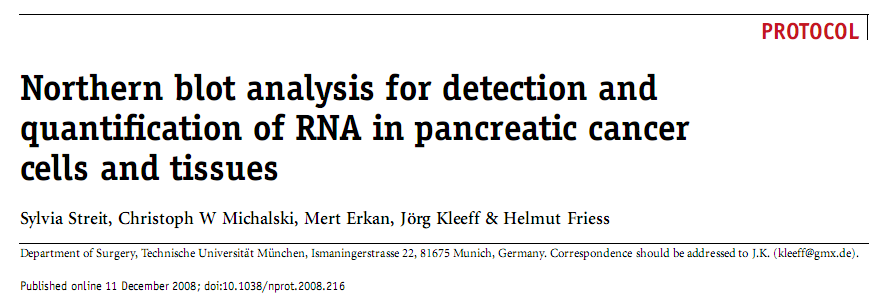 PROTOCOL
Northern blot analysis for detection and
quantification of RNA in pancreatic cancer
cells and tissues
Sylvia Streit, Christoph W Michalski, Mert Erkan, Jörg Kleeff & Helmut Friess
Department of Surgery, Technische Universität München, Ismaningerstrasse 22, 81675 Munich, Germany. Correspondence should be addressed to J.K. (kleeff@gmx.de).
Published online 11 December 2008; doi:10.1038/nprot.2008.216